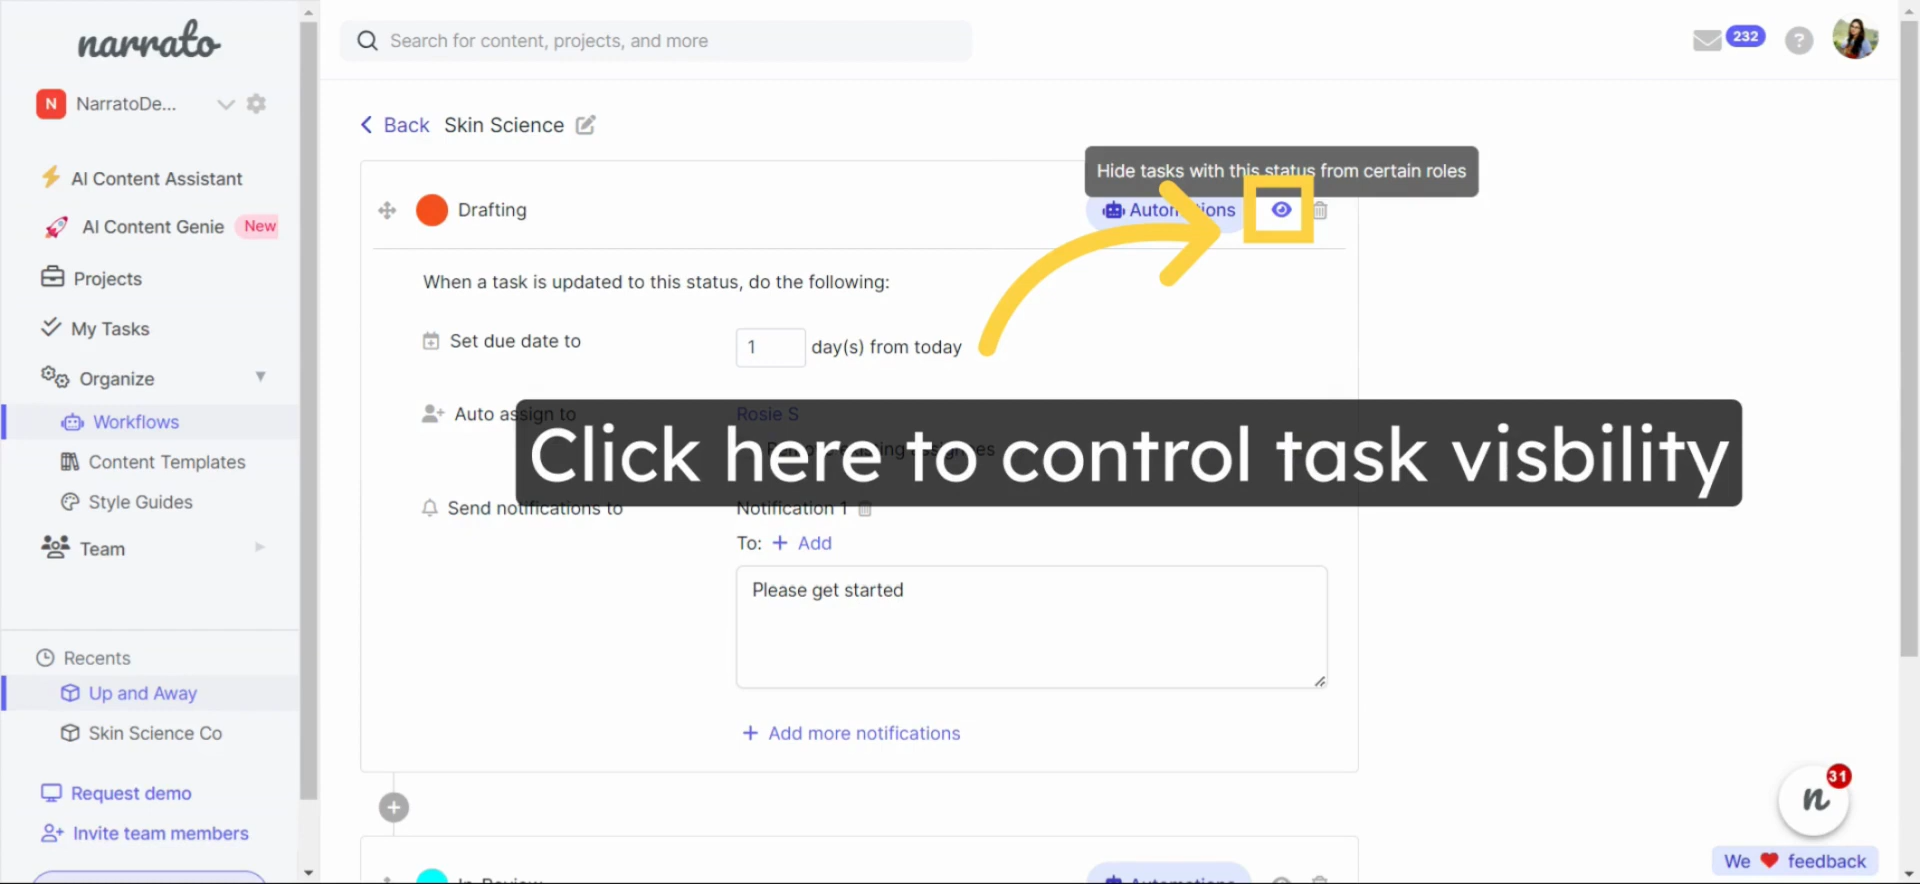 narrato
Search for content, projects, and more
232
?
N NarratoDe...
Back Skin Science
AI Content Assistant
AI Content Genie New
Projects
My Tasks
Organize
Workflows
Content Templates
Style Guides
Team
Recents
Up and Away
Skin Science Co
Request demo
Invite team members
Hide tasks with this status from certain roles
Drafting
Automations
When a task is updated to this status, do the following:
Set due date to
1 day(s) from today
Auto assign to
Rosie S
Click here to control task visbility
Send notifications to
Notification 1
To: + Add
Please get started
+ Add more notifications
In Review
Automations
31
n
We ❤ feedback